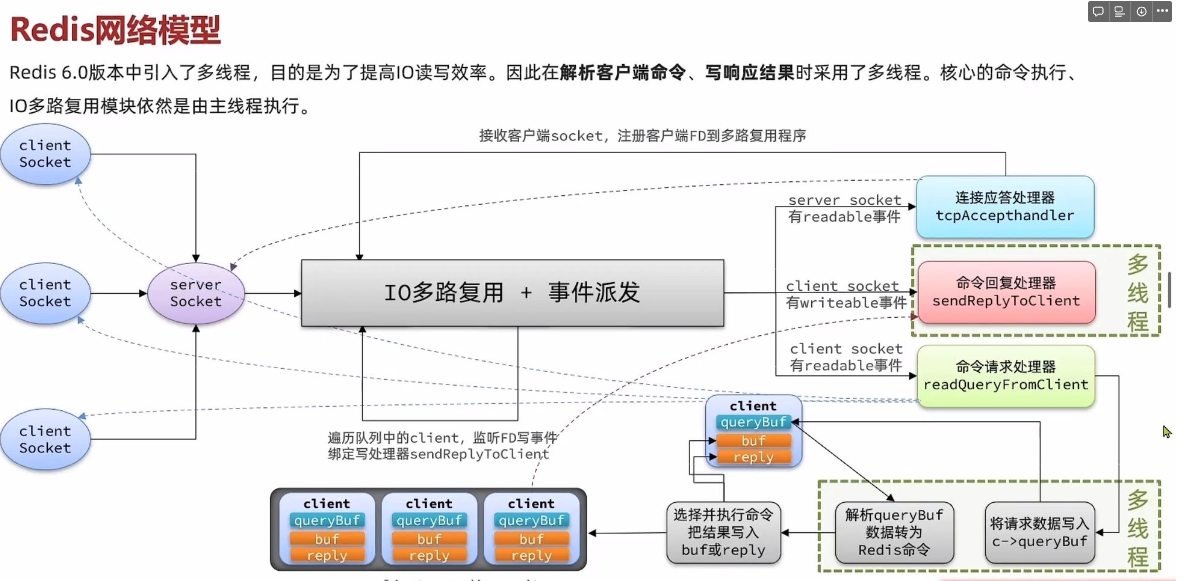 Redis网络模型
Redis 6.0版本中引入了多线程，目的是为了提高IO读写效率。因此在解析客户端命令、写响应结果时采用了多线程。核心的命令执行、
IO多路复用模块依然是由主线程执行。
接收客户端socket，注册客户端FD到多路复用程序
client
Socket
client
Socket
client
Socket
server
Socket
IO多路复用 + 事件派发
server socket
有readable事件
连接应答处理器
tcpAccepthandler
client socket
有writeable事件
命令回复处理器
sendReplyToClient
多
线
程
client socket
有readable事件
命令请求处理器
readQueryFromClient
遍历队列中的client，监听FD写事件
绑定写处理器sendReplyToClient
client
queryBuf
buf
reply
client
queryBuf
buf
reply
client
queryBuf
buf
reply
client
queryBuf
buf
reply
选择并执行命令
把结果写入
buf或reply
解析queryBuf
数据转为
Redis命令
将请求数据写入
c->queryBuf
多
线
程